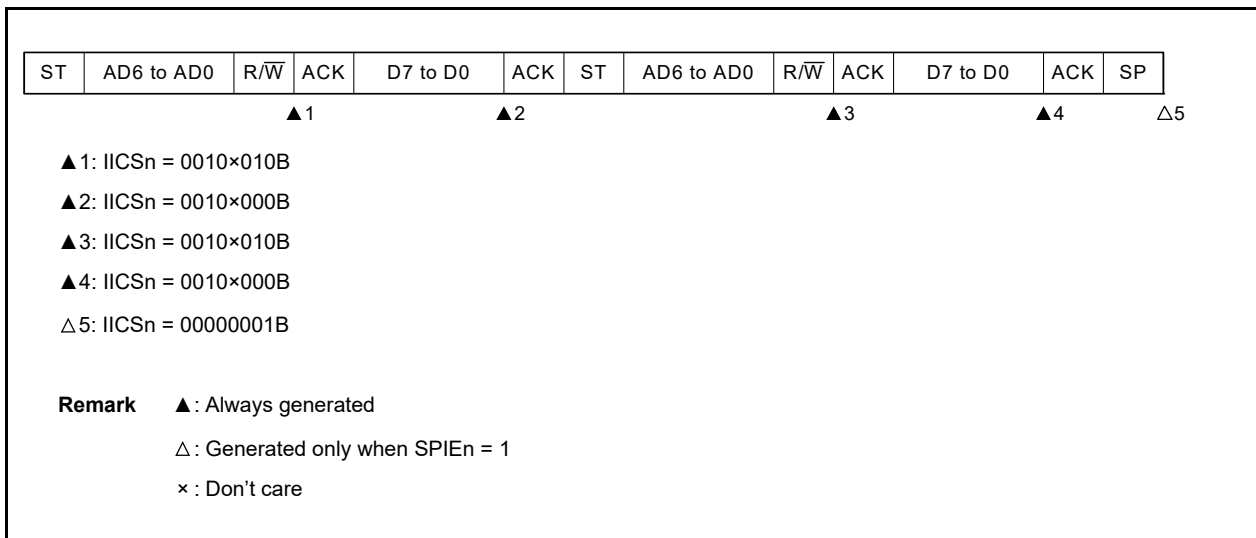 ST AD6 to AD0 R/W̅ ACK D7 to D0 ACK ST AD6 to AD0 R/W̅ ACK D7 to D0 ACK SP
▲1 ▲2 ▲3 ▲4 △5
▲1: IICSn = 0010×010B
▲2: IICSn = 0010×000B
▲3: IICSn = 0010×010B
▲4: IICSn = 0010×000B
△5: IICSn = 00000001B
Remark ▲: Always generated
△: Generated only when SPIEn = 1
× : Don't care